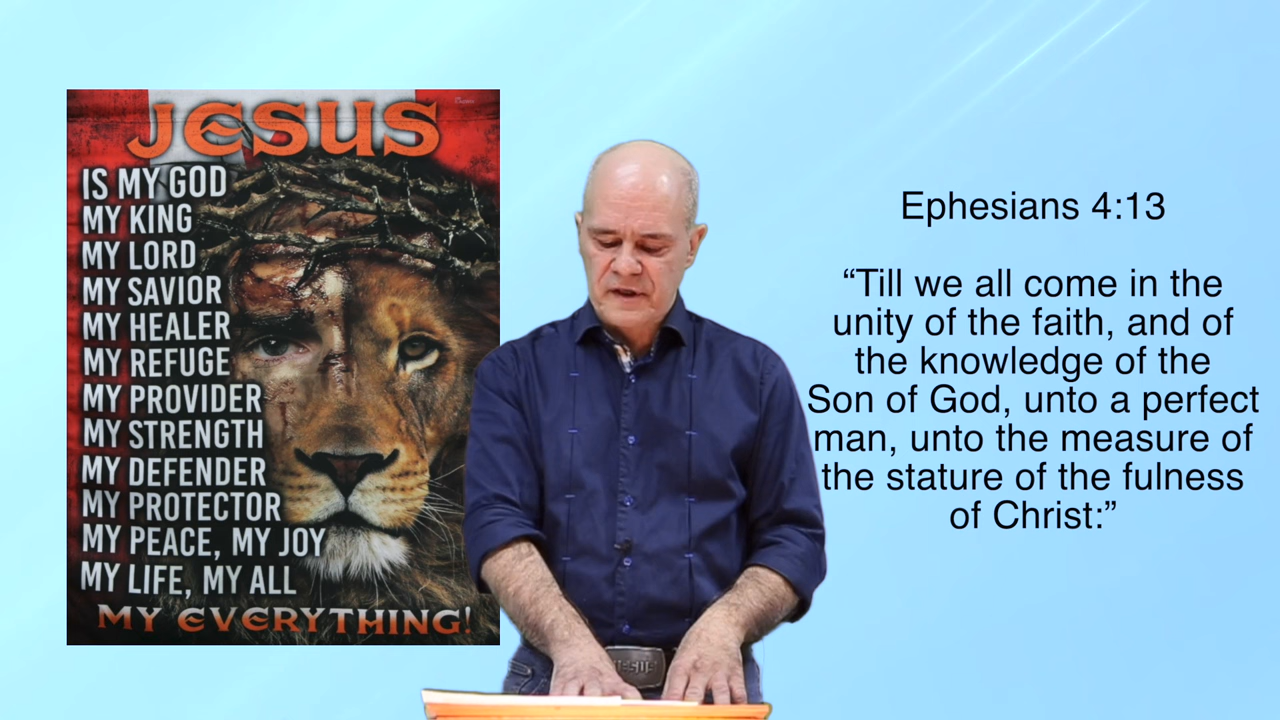 JESUS
IS MY GOD
MY KING
MY LORD
MY SAVIOR
MY HEALER
MY REFUGE
MY PROVIDER
MY STRENGTH
MY DEFENDER
MY PROTECTOR
MY PEACE, MY JOY
MY LIFE, MY ALL
MY EVERYTHING!
JESUS
Ephesians 4:13
“Till we all come in the
unity of the faith, and of
the knowledge of the
Son of God, unto a perfect
man, unto the measure of
the stature of the fulness
of Christ:”